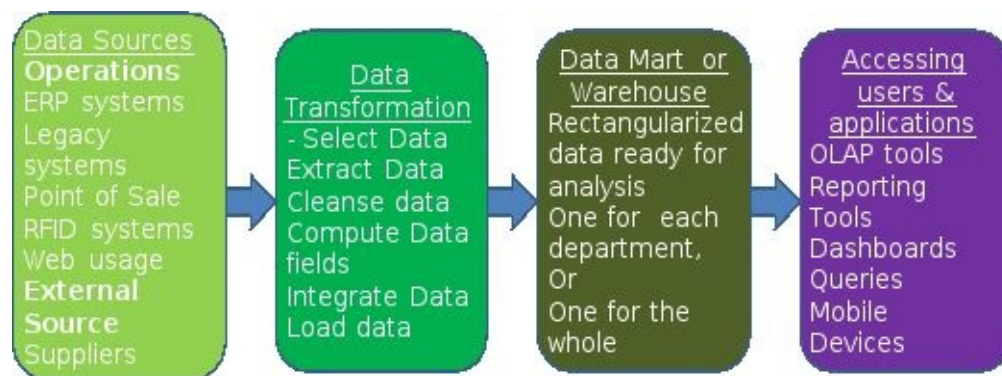 Data Sources
Operations
ERP systems
Legacy
systems
Point of Sale
RFID systems
Web usage
External
Source
Suppliers
Data
Transformation
- Select Data
Extract Data
Cleanse data
Compute Data
fields
Integrate Data
Load data
Data Mart or
Warehouse
Rectangularized
data ready for
analysis
One for each
department,
Or
One for the
whole
Accessing
users &
applications
OLAP tools
Reporting
Tools
Dashboards
Queries
Mobile
Devices